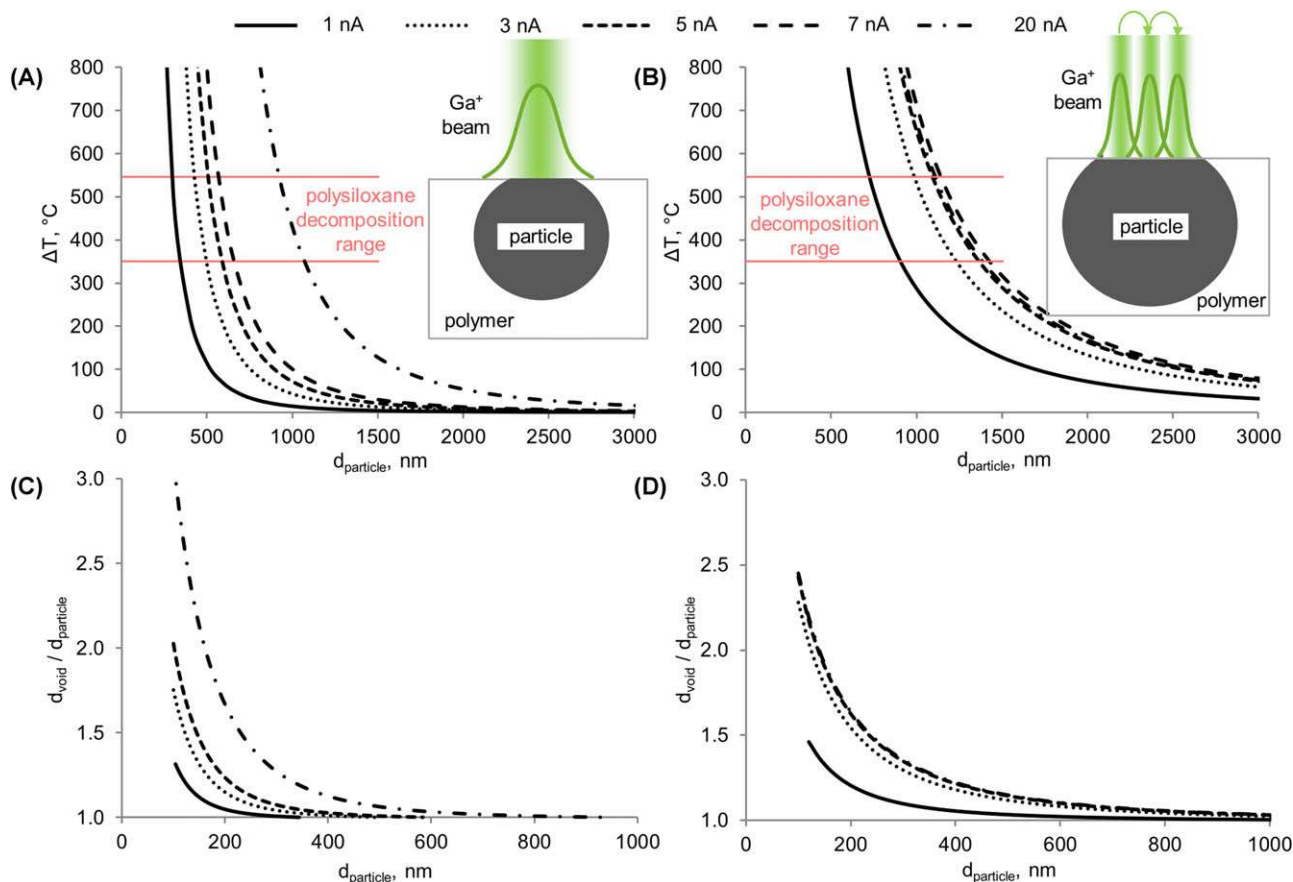 1 nA 3 nA 5 nA 7 nA 20 nA
(A)
800
700
600
500
400
300
200
100
0
ΔT, °C
0 500 1000 1500 2000 2500 3000
d_particle, nm
polysiloxane
decomposition
range
Ga⁺
beam
particle
polymer
(B)
800
700
600
500
400
300
200
100
0
ΔT, °C
0 500 1000 1500 2000 2500 3000
d_particle, nm
polysiloxane
decomposition
range
Ga⁺
beam
particle
polymer
(C)
3.0
2.5
2.0
1.5
1.0
d_void / d_particle
0 200 400 600 800 1000
d_particle, nm
(D)
3.0
2.5
2.0
1.5
1.0
d_void / d_particle
0 200 400 600 800 1000
d_particle, nm